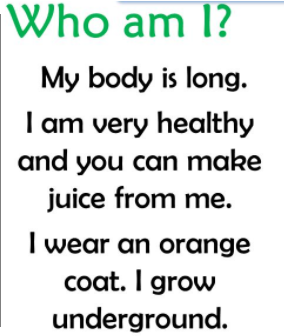 Who am I?
My body is long.
I am very healthy
and you can make
juice from me.
I wear an orange
coat. I grow
underground.